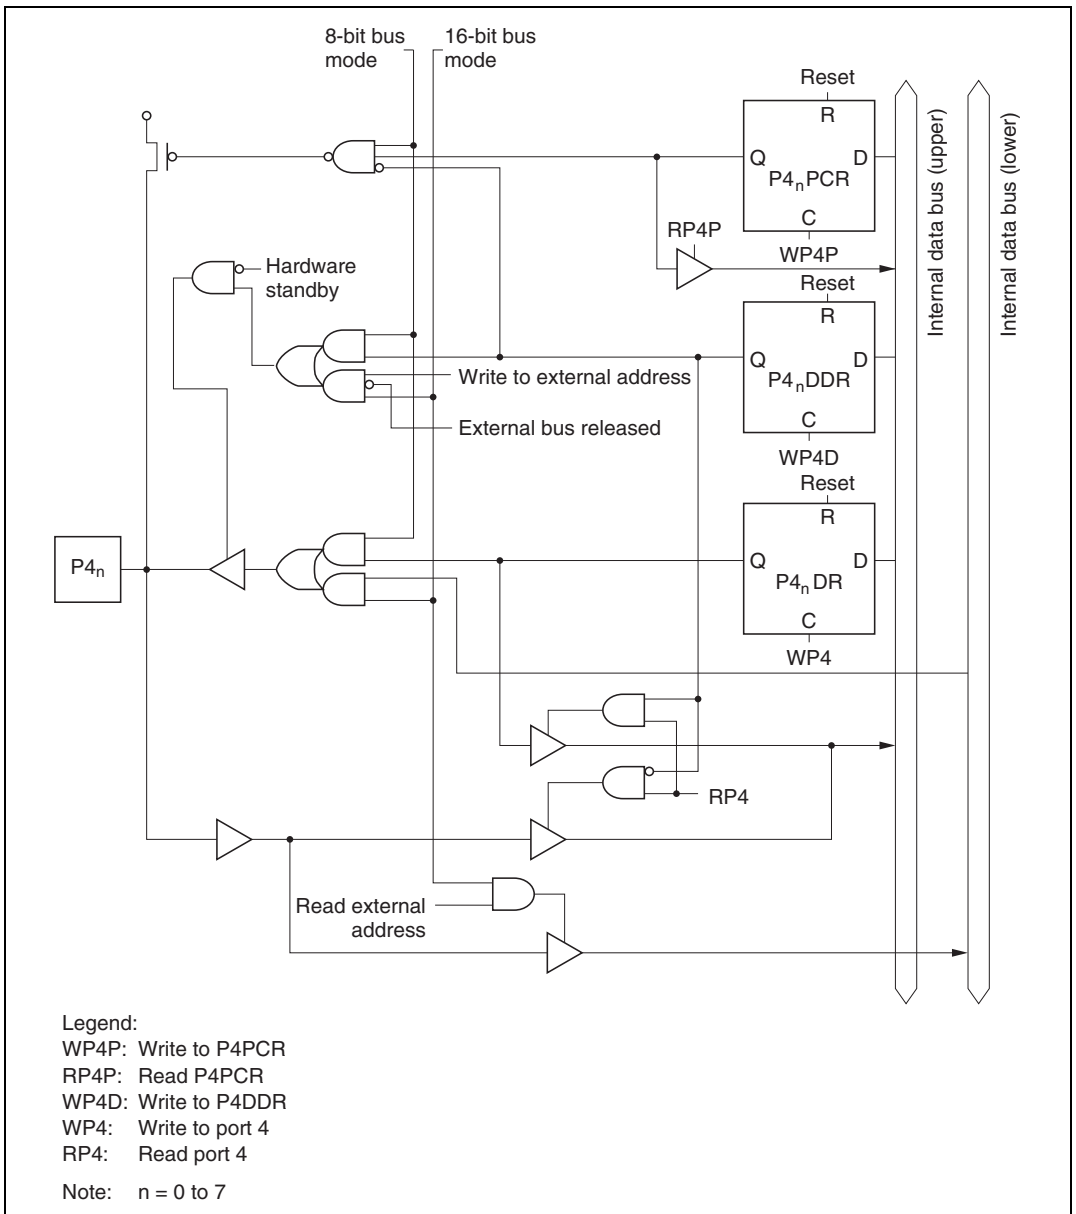 8-bit bus mode
16-bit bus mode
Reset
R
Q
D
P4nPCR
C
WP4P
RP4P
Hardware standby
Reset
R
Q
D
P4nDDR
C
WP4D
Write to external address
External bus released
Reset
R
Q
D
P4n DR
C
WP4
P4n
RP4
Read external address
Internal data bus (upper)
Internal data bus (lower)
Legend:
WP4P: Write to P4PCR
RP4P: Read P4PCR
WP4D: Write to P4DDR
WP4: Write to port 4
RP4: Read port 4
Note: n = 0 to 7